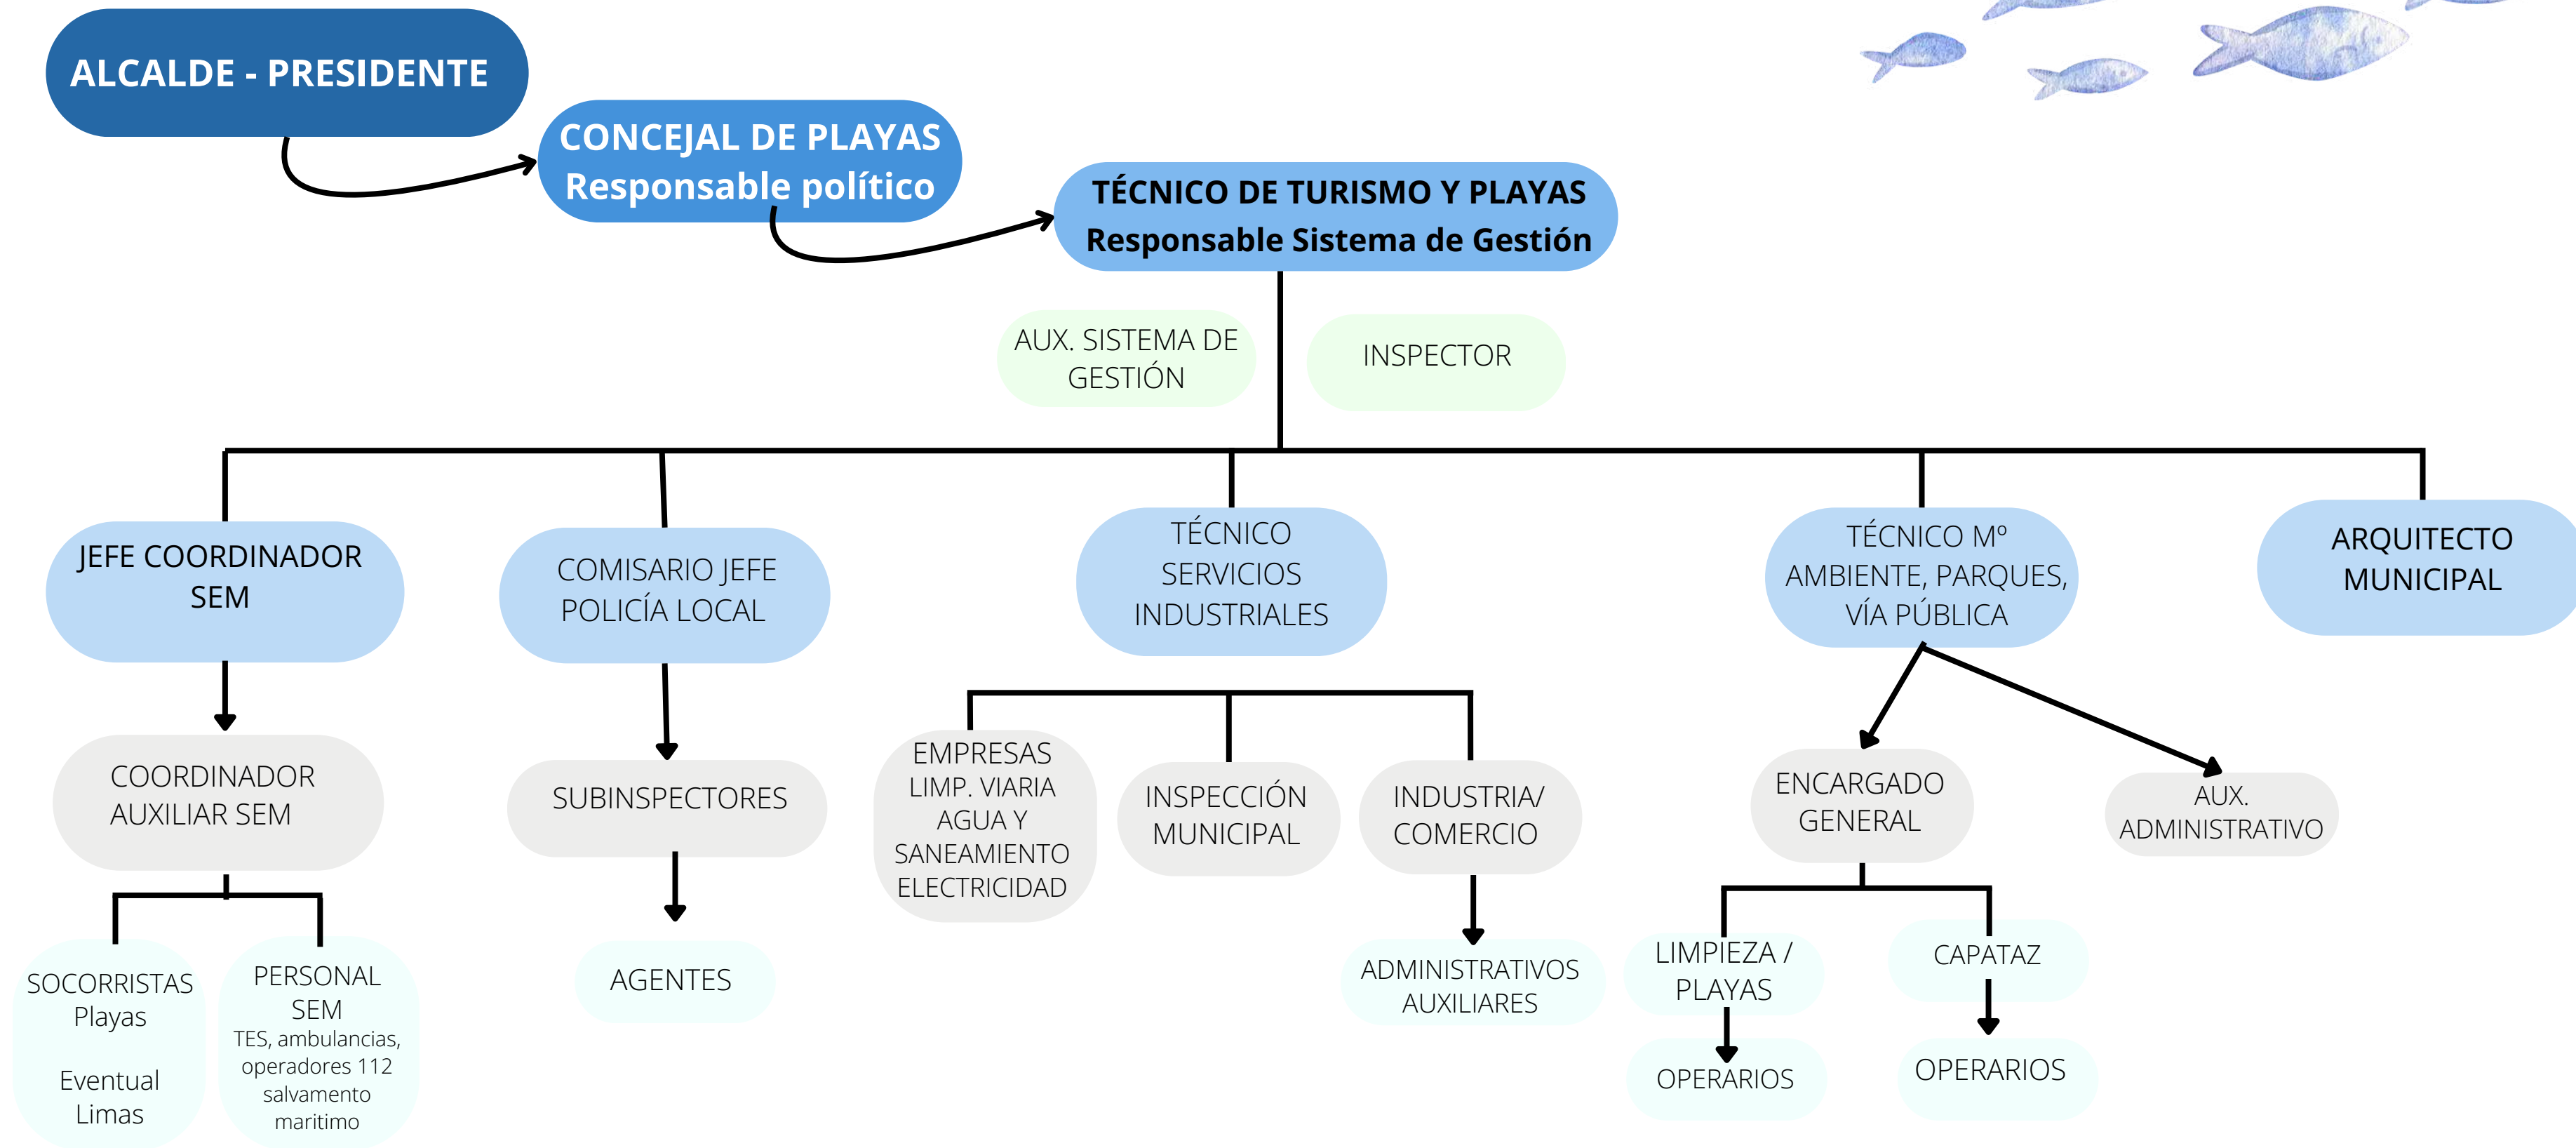 ALCALDE - PRESIDENTE
CONCEJAL DE PLAYAS
Responsable político
TÉCNICO DE TURISMO Y PLAYAS
Responsable Sistema de Gestión
AUX. SISTEMA DE
GESTIÓN
INSPECTOR
JEFE COORDINADOR
SEM
COMISARIO JEFE
POLICÍA LOCAL
TÉCNICO
SERVICIOS
INDUSTRIALES
TÉCNICO Mº
AMBIENTE, PARQUES,
VÍA PÚBLICA
ARQUITECTO
MUNICIPAL
COORDINADOR
AUXILIAR SEM
SUBINSPECTORES
EMPRESAS
LIMP. VIARIA
AGUA Y
SANEAMIENTO
ELECTRICIDAD
INSPECCIÓN
MUNICIPAL
INDUSTRIA/
COMERCIO
ENCARGADO
GENERAL
AUX.
ADMINISTRATIVO
SOCORRISTAS
Playas
Eventual
Limas
PERSONAL
SEM
TES, ambulancias,
operadores 112
salvamento
maritimo
AGENTES
ADMINISTRATIVOS
AUXILIARES
LIMPIEZA /
PLAYAS
CAPATAZ
OPERARIOS
OPERARIOS